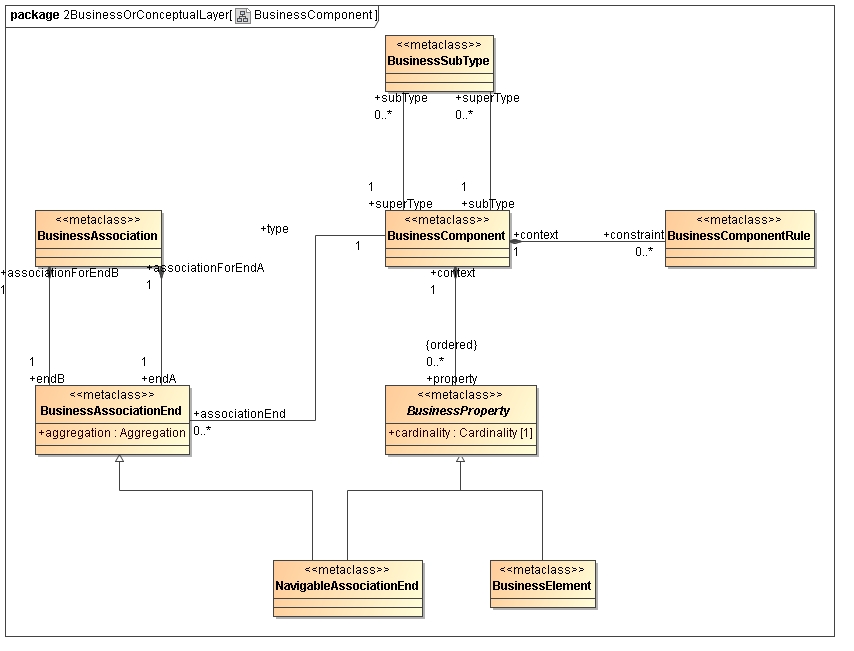 package 2BusinessOrConceptualLayer[ BusinessComponent ]
<<metaclass>>
BusinessSubType
+subType
+superType
0..*
0..*
1
1
+superType
+subType
<<metaclass>>
BusinessAssociation
+type
1
<<metaclass>>
BusinessComponent
+context
1
+constraint
0..*
<<metaclass>>
BusinessComponentRule
+associationForEndB
1
+associationForEndA
1
+context
1
1
+endB
1
+endA
{ordered}
0..*
+property
<<metaclass>>
BusinessAssociationEnd
+aggregation : Aggregation
+associationEnd
0..*
<<metaclass>>
BusinessProperty
+cardinality : Cardinality [1]
<<metaclass>>
NavigableAssociationEnd
<<metaclass>>
BusinessElement